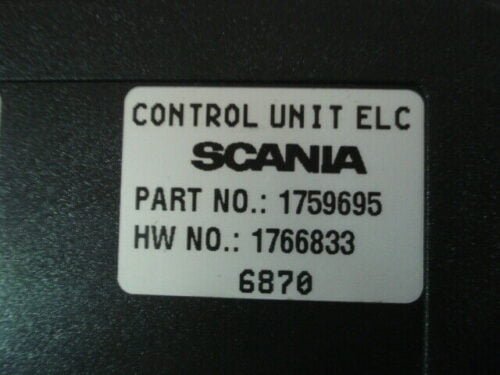 CONTROL UNIT ELC
SCANIA
PART NO.: 1759695
HW NO.: 1766833
6870